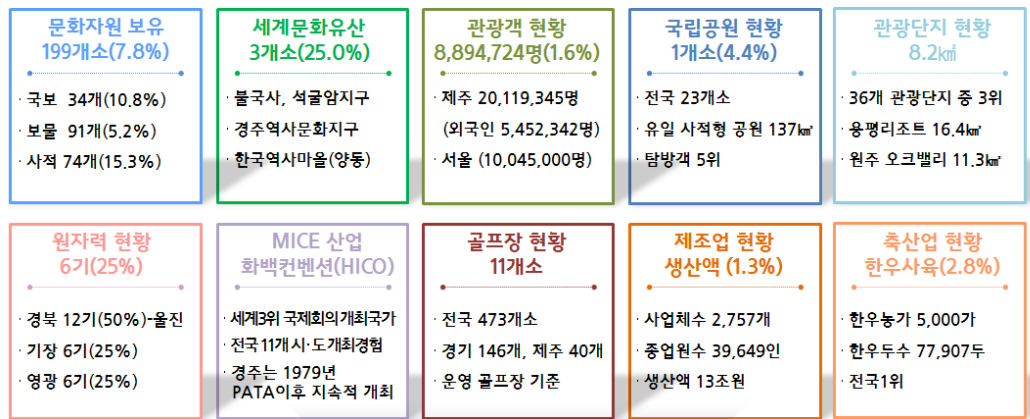 문화자원 보유
199개소(7.8%)
· 국보 34개(10.8%)
· 보물 91개(5.2%)
· 사적 74개(15.3%)
세계문화유산
3개소(25.0%)
· 불국사, 석굴암지구
· 경주역사문화지구
· 한국역사마을(양동)
관광객 현황
8,894,724명(1.6%)
· 제주 20,119,345명
(외국인 5,452,342명)
· 서울 (10,045,000명)
국립공원 현황
1개소(4.4%)
· 전국 23개소
· 유일 사적형 공원 137㎢
· 탐방객 5위
관광단지 현황
8.2㎢
· 36개 관광단지 중 3위
· 용평리조트 16.4㎢
· 원주 오크밸리 11.3㎢
원자력 현황
6기(25%)
· 경북 12기(50%)-울진
· 기장 6기(25%)
· 영광 6기(25%)
MICE 산업
화백컨벤션(HICO)
· 세계3위 국제회의개최국가
· 전국 11개 시·도개최경험
· 경주는 1979년
PATA이후 지속적 개최
골프장 현황
11개소
· 전국 473개소
· 경기 146개, 제주 40개
· 운영 골프장 기준
제조업 현황
생산액 (1.3%)
· 사업체수 2,757개
· 종업원수 39,649인
· 생산액 13조원
축산업 현황
한우사육(2.8%)
· 한우농가 5,000가
· 한우두수 77,907두
· 전국1위